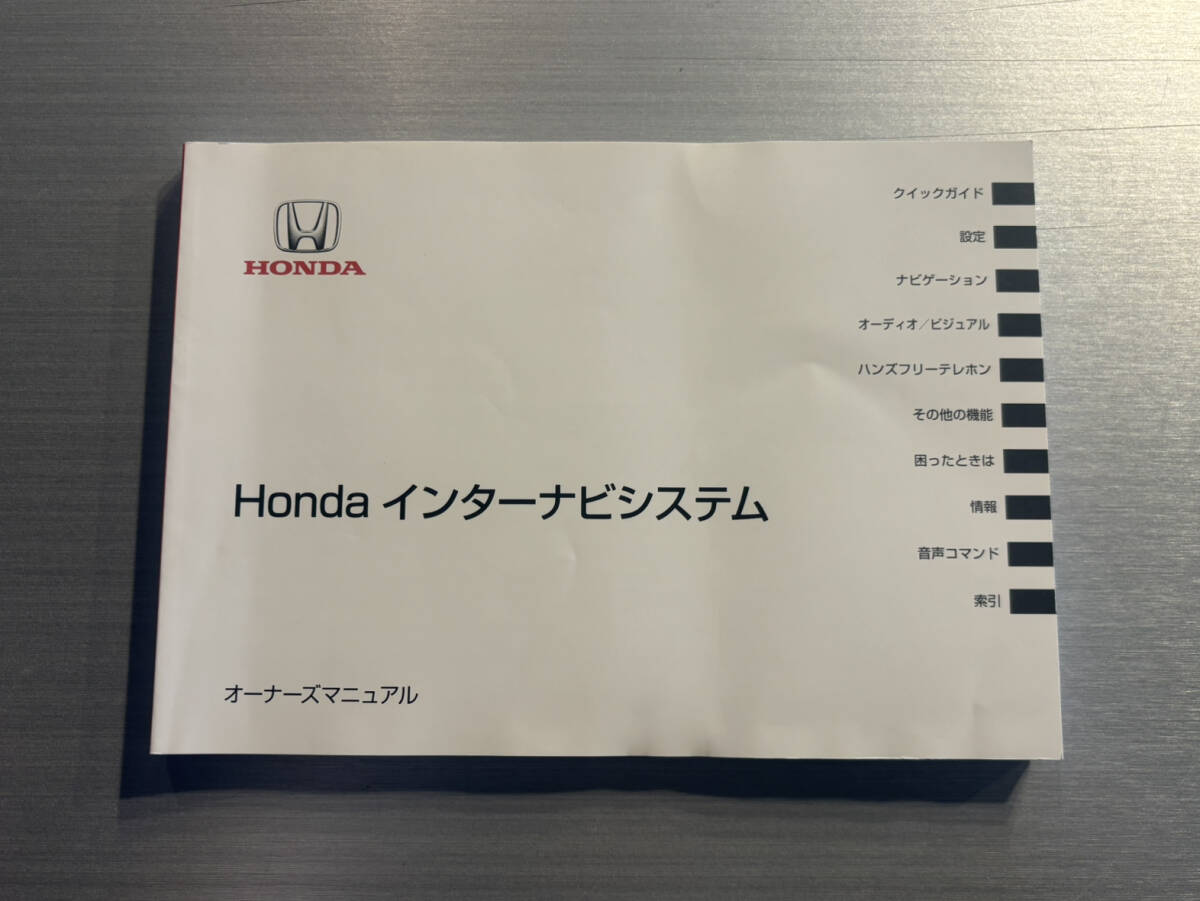 HONDA
クイックガイド
設定
ナビゲーション
オーディオ/ビジュアル
ハンズフリーテレホン
その他の機能
困ったときは
情報
音声コマンド
索引
Honda インターナビシステム
オーナーズマニュアル